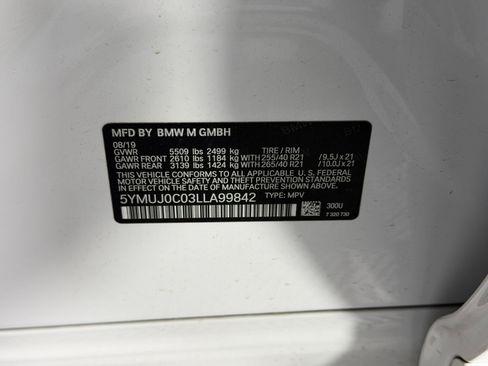 MFD BY BMW M GMBH
08/19
GVWR 5509 lbs 2499 kg TIRE / RIM
GAWR FRONT 2610 lbs 1184 kg WITH 255/40 R21 / 9,5J x 21
GAWR REAR 3139 lbs 1424 kg WITH 265/40 R21 / 10.0J x 21
THIS VEHICLE CONFORMS TO ALL APPLICABLE U. S. FEDERAL
MOTOR VEHICLE SAFETY AND THEFT PREVENTION STANDARDS
IN EFFECT ON THE DATE OF MANUFACTURE SHOWN ABOVE.
5YMUJ0C03LLA99842 TYPE: MPV
300U
7 320 730